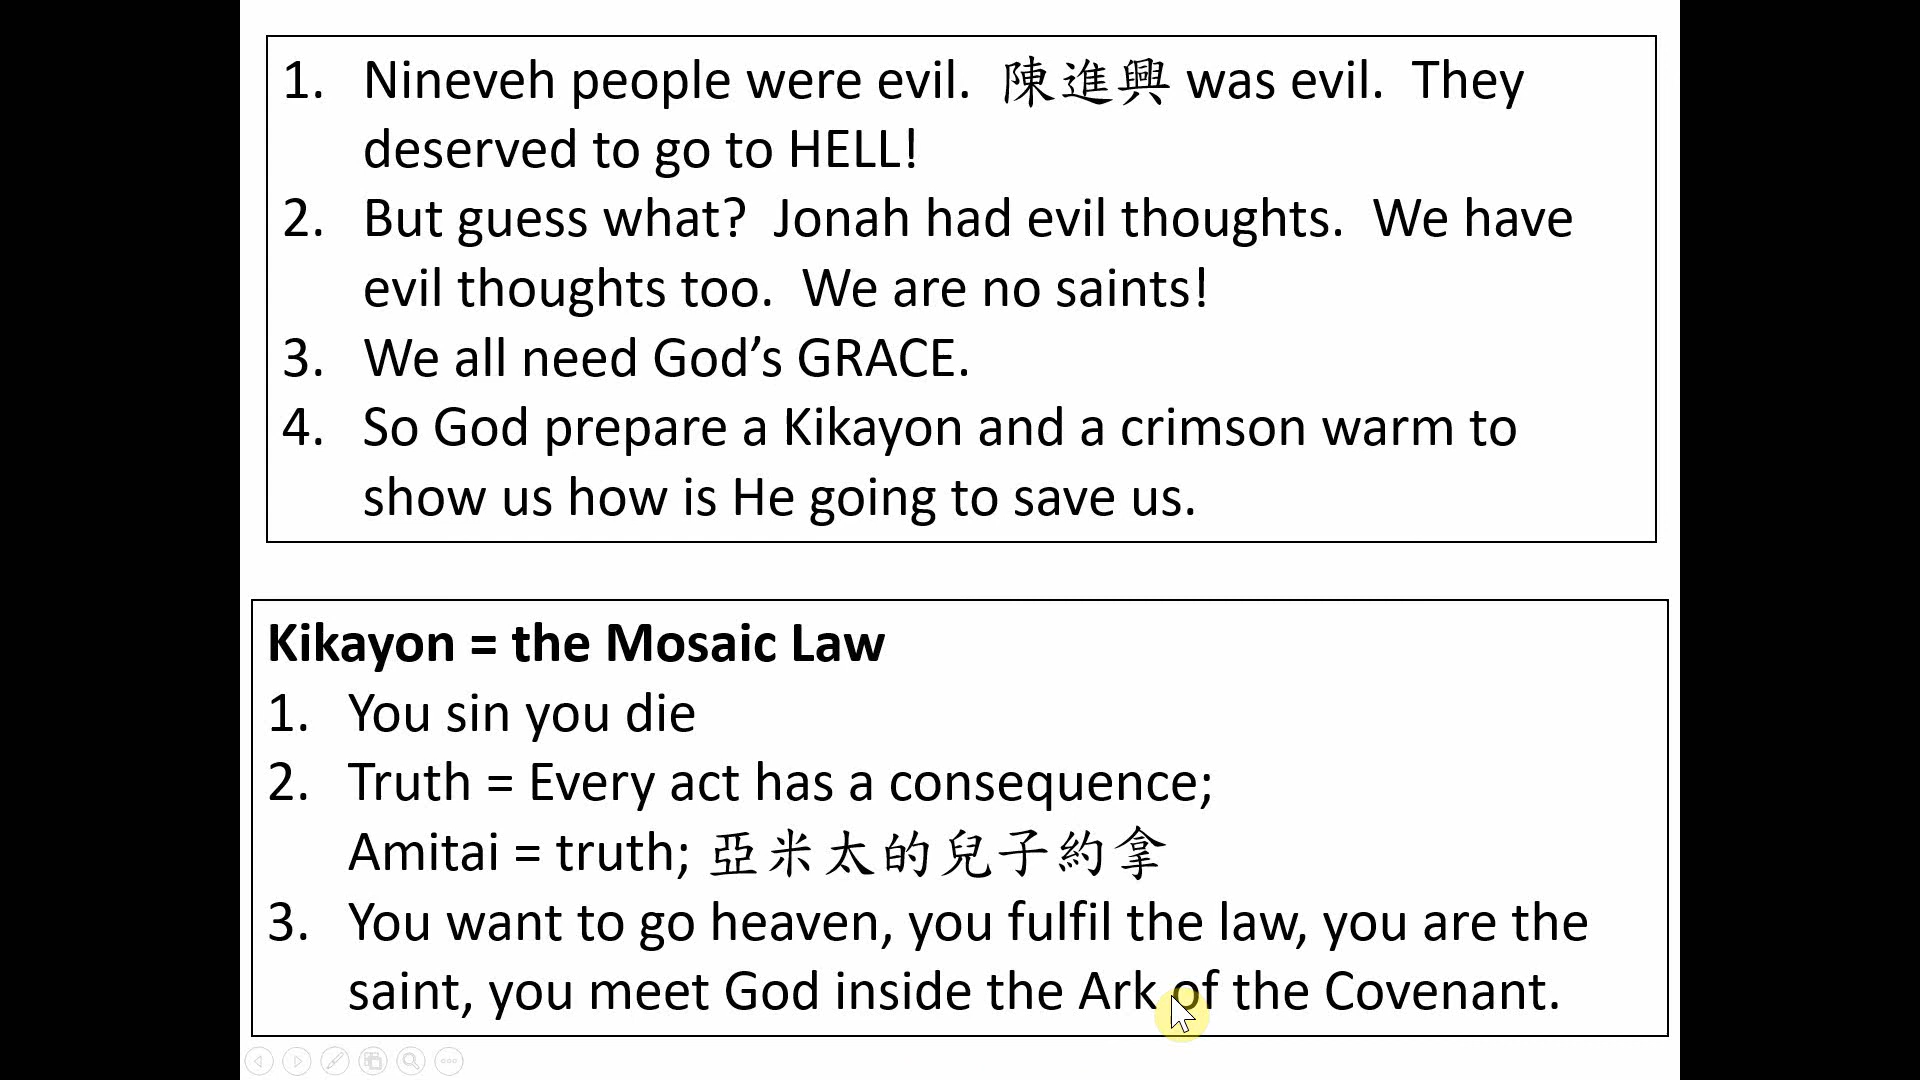 1. Nineveh people were evil. 陳進興 was evil. They
deserved to go to HELL!
2. But guess what? Jonah had evil thoughts. We have
evil thoughts too. We are no saints!
3. We all need God’s GRACE.
4. So God prepare a Kikayon and a crimson warm to
show us how is He going to save us.
Kikayon = the Mosaic Law
1. You sin you die
2. Truth = Every act has a consequence;
Amitai = truth; 亞米太的兒子約拿
3. You want to go heaven, you fulfil the law, you are the
saint, you meet God inside the Ark of the Covenant.